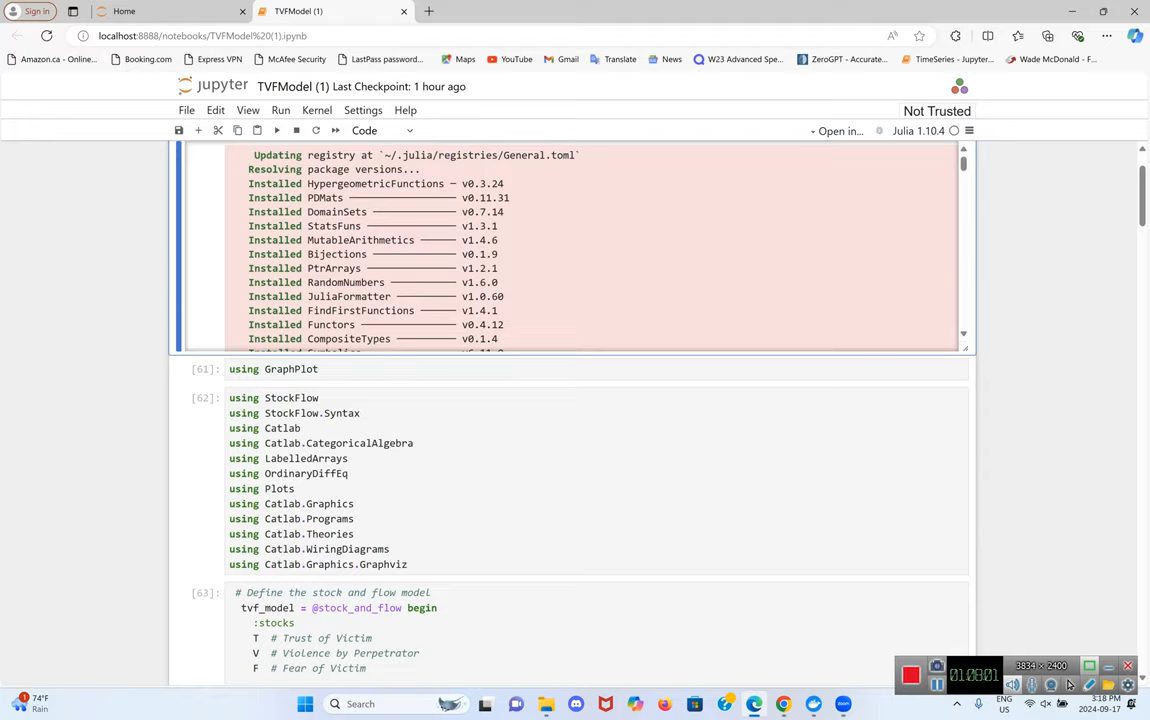 Sign in
Home
TVFModel (1)
localhost:8888/notebooks/TVFModel%20(1).ipynb
Amazon.ca - Online...
Booking.com
Express VPN
McAfee Security
LastPass password...
Maps
YouTube
Gmail
Translate
News
W23 Advanced Spe...
ZeroGPT - Accurate...
TimeSeries - Jupyter...
Wade McDonald - F...
jupyter TVFModel (1) Last Checkpoint: 1 hour ago
File Edit View Run Kernel Settings Help
Not Trusted
Code
Open in...
Julia 1.10.4
Updating registry at `~/.julia/registries/General.toml`
Resolving package versions...
Installed HypergeometricFunctions ─ v0.3.24
Installed PDMats ────────────────── v0.11.31
Installed DomainSets ────────────── v0.7.14
Installed StatsFuns ─────────────── v1.3.1
Installed MutableArithmetics ────── v1.4.6
Installed Bijections ────────────── v0.1.9
Installed PtrArrays ─────────────── v1.2.1
Installed RandomNumbers ─────────── v1.6.0
Installed JuliaFormatter ────────── v1.0.60
Installed FindFirstFunctions ────── v1.4.1
Installed Functors ──────────────── v0.4.12
Installed CompositeTypes ────────── v0.1.4
[61]: using GraphPlot
[62]: using StockFlow
using StockFlow.Syntax
using Catlab
using Catlab.CategoricalAlgebra
using LabelledArrays
using OrdinaryDiffEq
using Plots
using Catlab.Graphics
using Catlab.Programs
using Catlab.Theories
using Catlab.WiringDiagrams
using Catlab.Graphics.Graphviz
[63]: # Define the stock and flow model
tvf_model = @stock_and_flow begin
:stocks
T # Trust of Victim
V # Violence by Perpetrator
F # Fear of Victim
3834 x 2400
01:08:01
1
74°F
Rain
Search
ENG
US
3:18 PM
2024-09-17